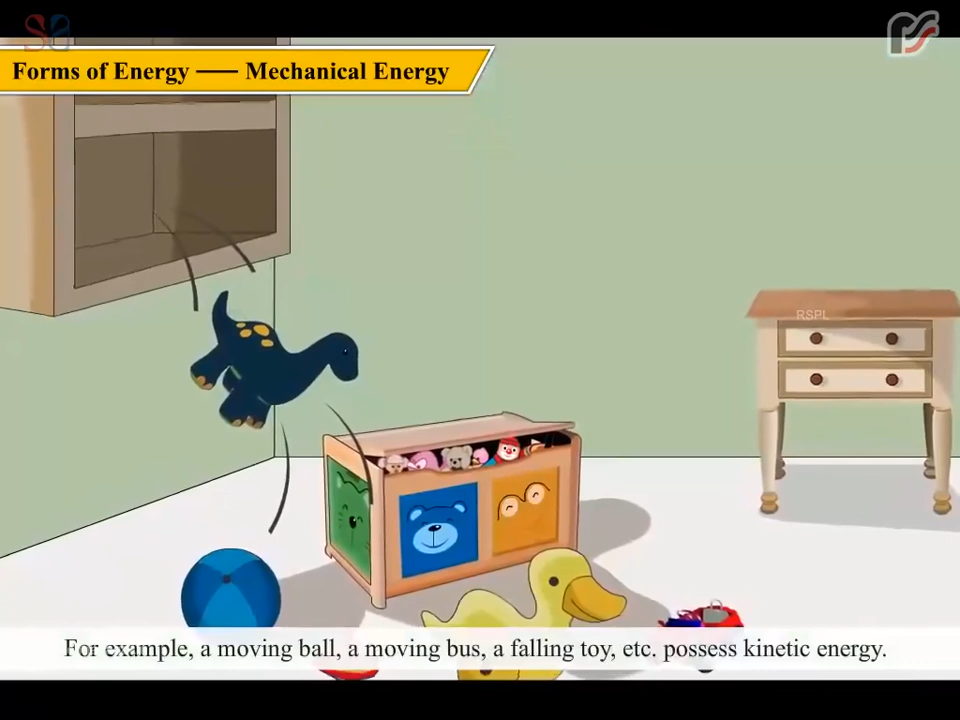 Forms of Energy —— Mechanical Energy
RSPL
For example, a moving ball, a moving bus, a falling toy, etc. possess kinetic energy.